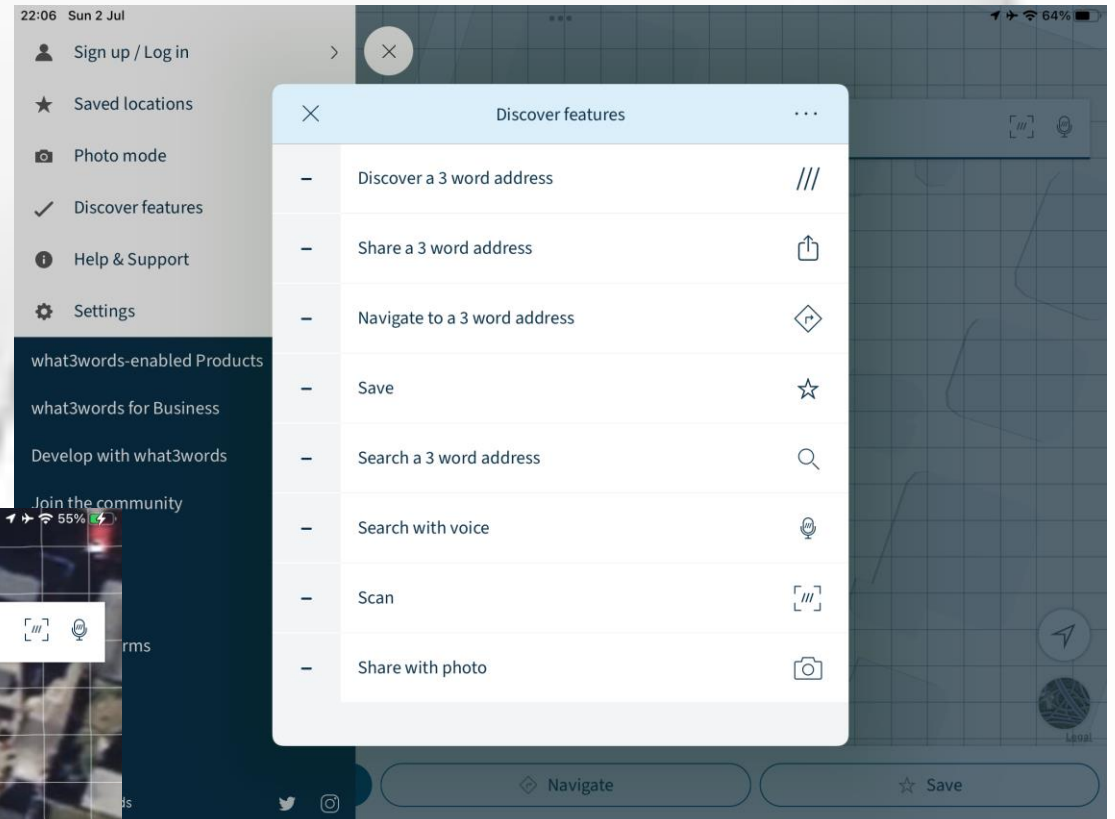 22:06 Sun 2 Jul
64%
Sign up / Log in
Saved locations
Photo mode
Discover features
Help & Support
Settings
what3words-enabled Products
what3words for Business
Develop with what3words
Join the community
Discover features
Discover a 3 word address
Share a 3 word address
Navigate to a 3 word address
Save
Search a 3 word address
Search with voice
Scan
Share with photo
Legal
Navigate
Save
55%
rms
ds